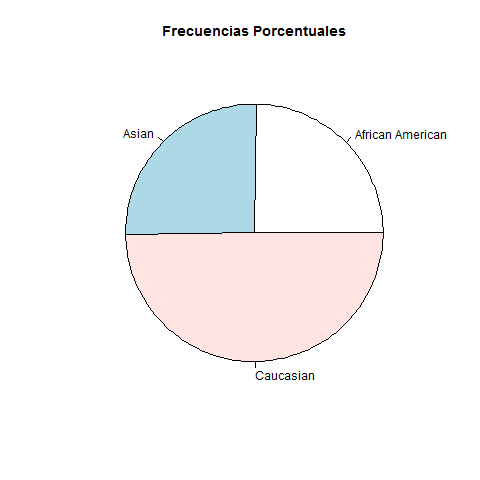 Frecuencias Porcentuales
Asian
African American
Caucasian